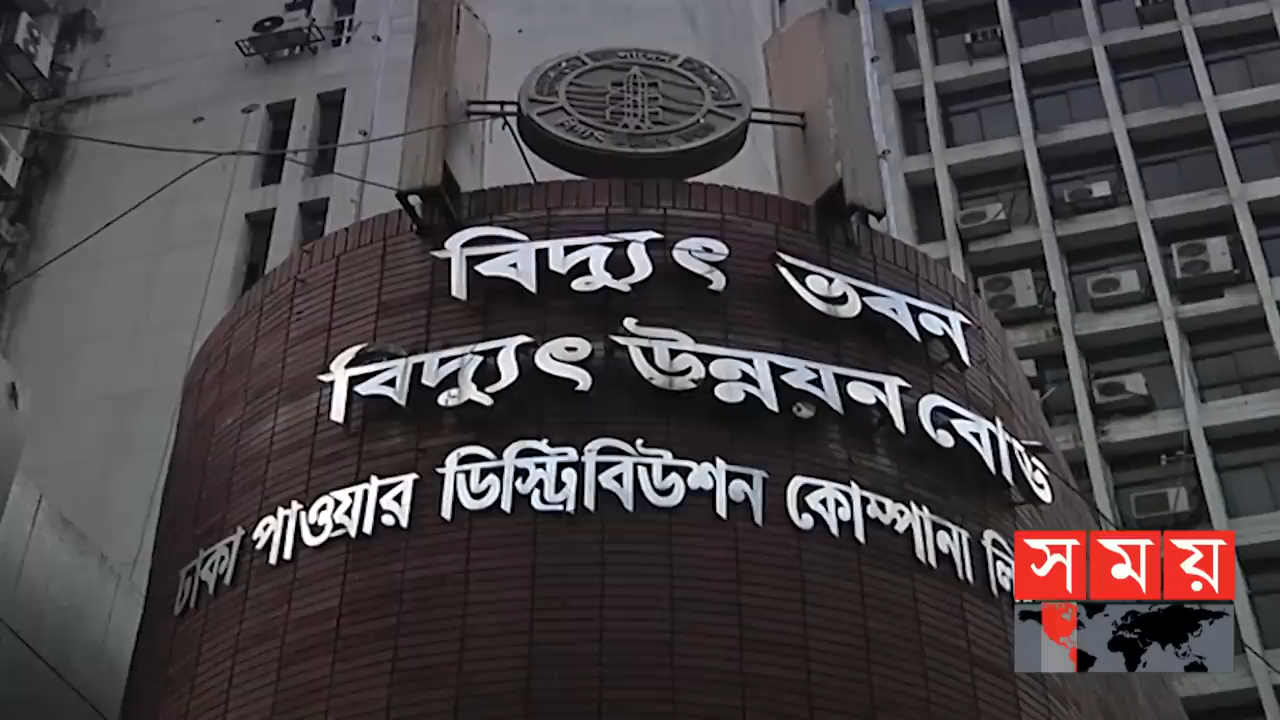 বিদ্যুৎ ভবন
বিদ্যুৎ উন্নয়ন বোর্ড
ঢাকা পাওয়ার ডিস্ট্রিবিউশন কোম্পানী
সময়